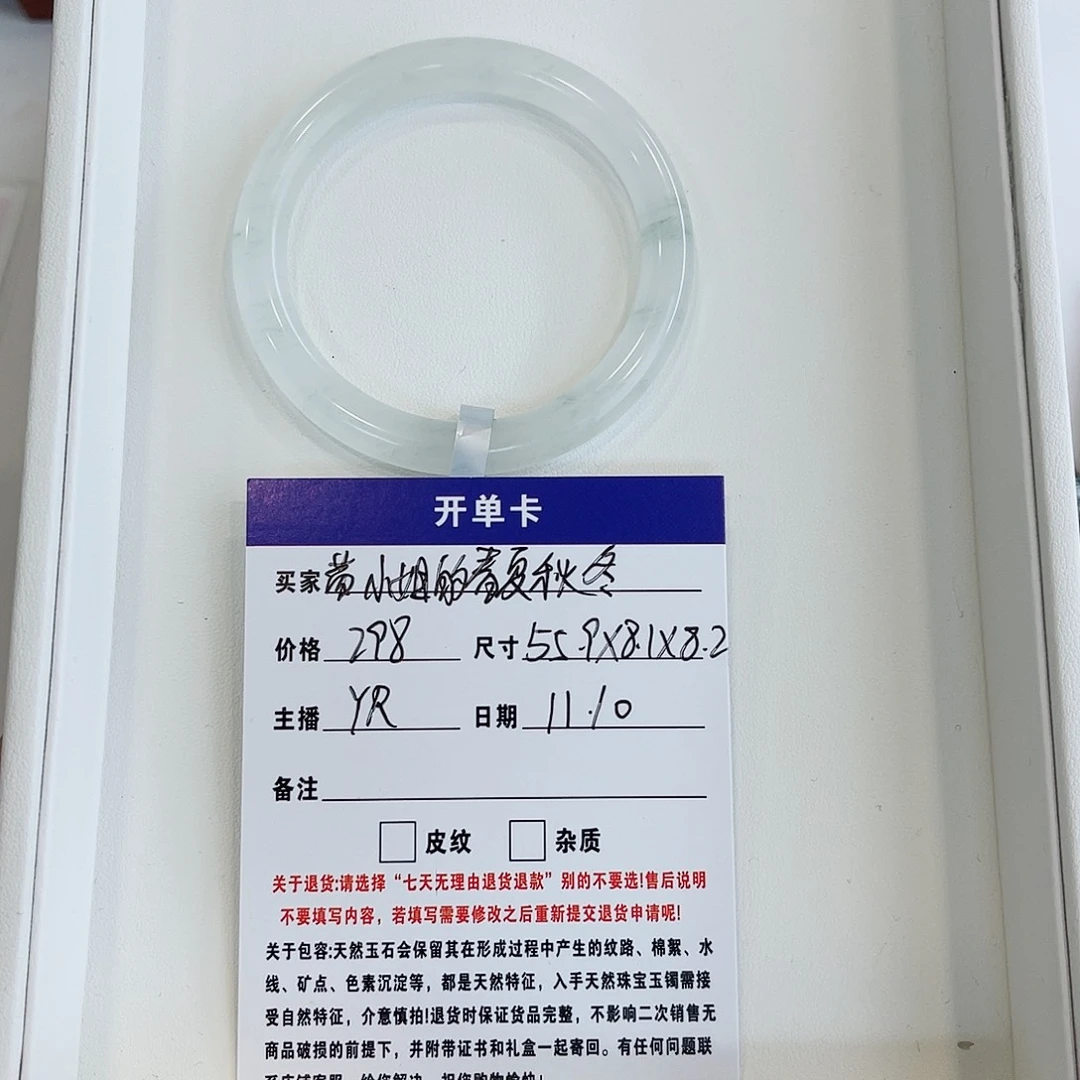 开单卡
买家 黄小姐的春夏秋冬
价格 298 尺寸 55.9X8.1X8.2
主播 YR 日期 11.10
备注
皮纹 杂质
关于退货:请选择“七天无理由退货退款”别的不要选!售后说明
不要填写内容，若填写需要修改之后重新提交退货申请呢!
关于包容:天然玉石会保留其在形成过程中产生的纹路、棉絮、水
线、矿点、色素沉淀等，都是天然特征，入手天然珠宝玉镯需接
受自然特征，介意慎拍!退货时保证货品完整，不影响二次销售无
商品破损的前提下，并附带证书和礼盒一起寄回。有任何问题联